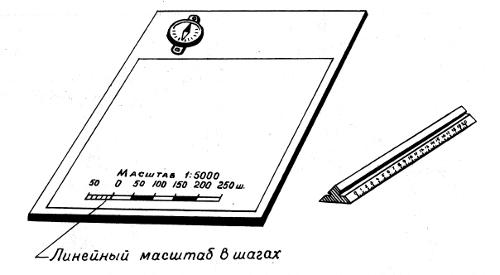 Масштаб 1:5000
50 0 50 100 150 200 250 ш.
Линейный масштаб в шагах